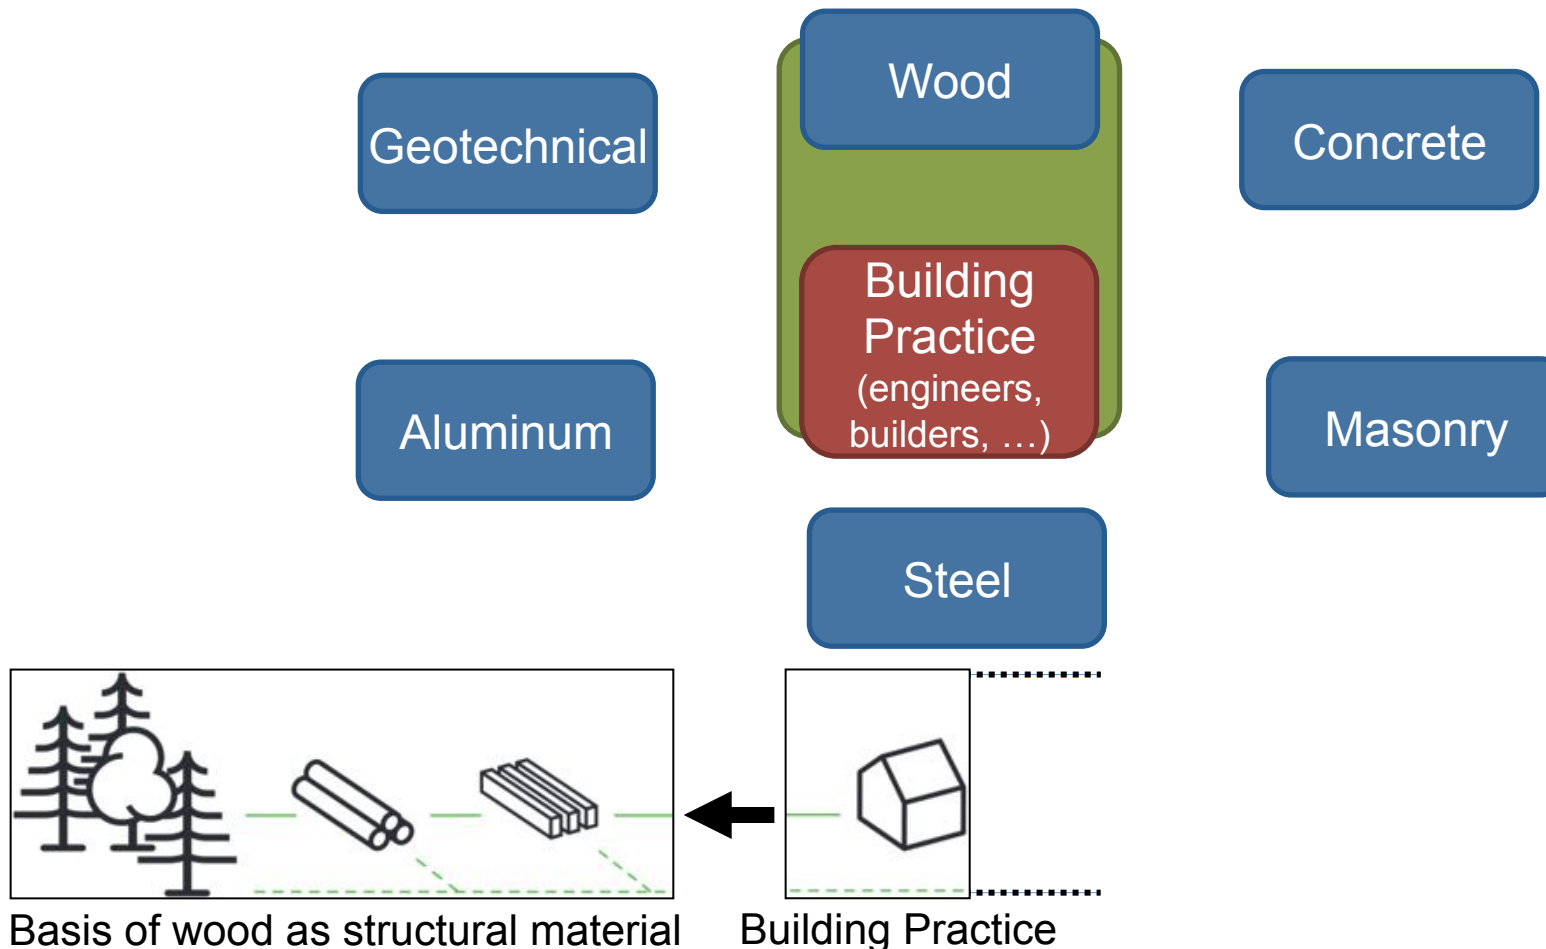 Wood
Geotechnical
Concrete
Building
Practice
(engineers,
builders, …)
Aluminum
Masonry
Steel
Basis of wood as structural material
Building Practice